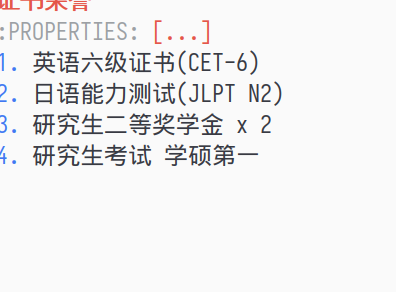 证书荣誉
:PROPERTIES: [...]
1. 英语六级证书(CET-6)
2. 日语能力测试(JLPT N2)
3. 研究生二等奖学金 x 2
4. 研究生考试 学硕第一